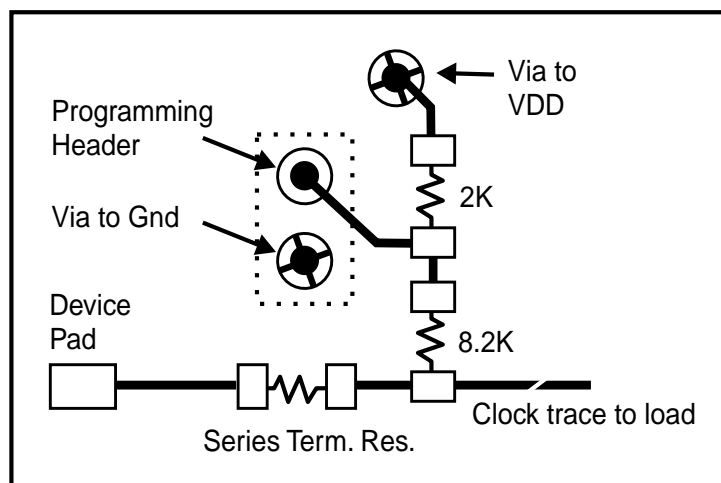 Via to
VDD
Programming
Header
2K
Via to Gnd
Device
Pad
8.2K
Clock trace to load
Series Term. Res.